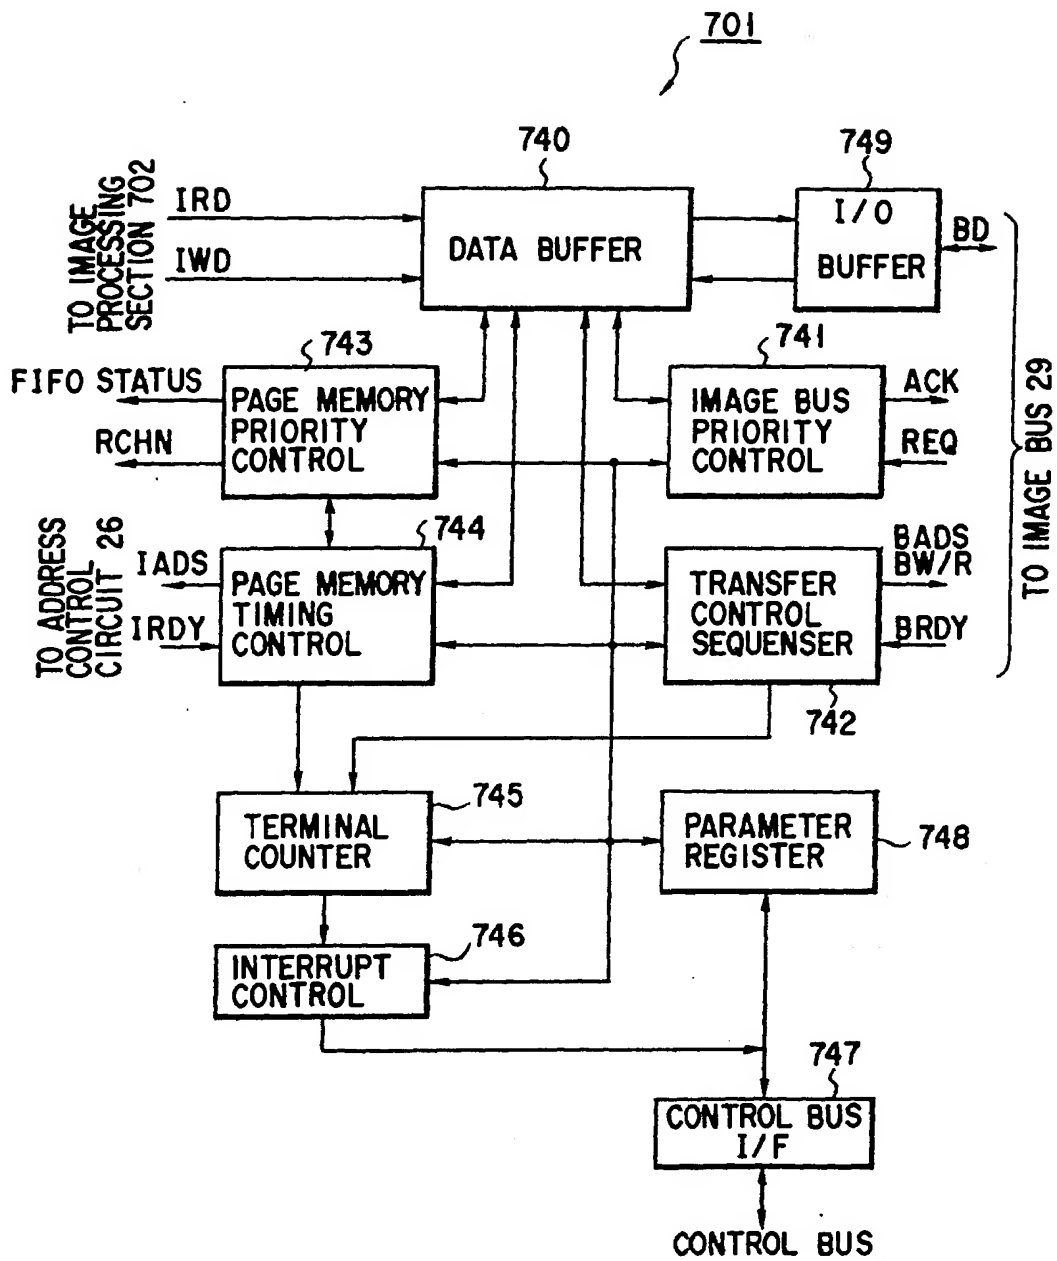 701
740
749
TO IMAGE
PROCESSING
SECTION 702
IRD
IWD
DATA BUFFER
I/O
BUFFER
BD
743
741
FIFO STATUS
RCHN
PAGE MEMORY
PRIORITY
CONTROL
IMAGE BUS
PRIORITY
CONTROL
ACK
REQ
TO IMAGE BUS 29
744
TO ADDRESS
CONTROL
CIRCUIT 26
IADS
IRDY
PAGE MEMORY
TIMING
CONTROL
TRANSFER
CONTROL
SEQUENSER
BADS
BW/R
BRDY
742
745
TERMINAL
COUNTER
PARAMETER
REGISTER
748
746
INTERRUPT
CONTROL
747
CONTROL BUS
I/F
CONTROL BUS